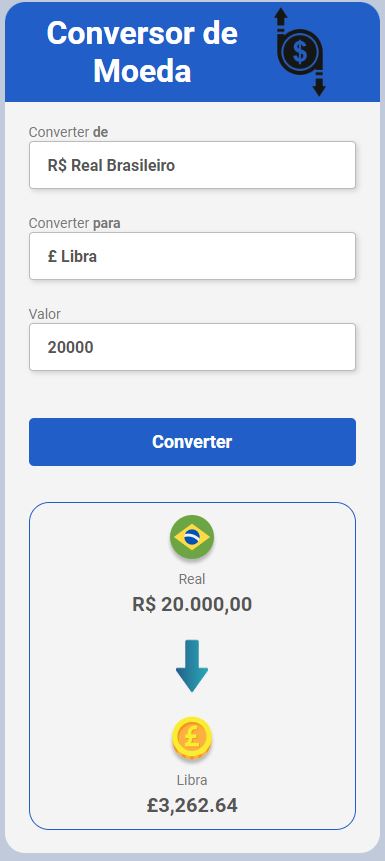 Conversor de
Moeda
$
Converter de
R$ Real Brasileiro
Converter para
£ Libra
Valor
20000
Converter
Real
R$ 20.000,00
£
Libra
£3,262.64